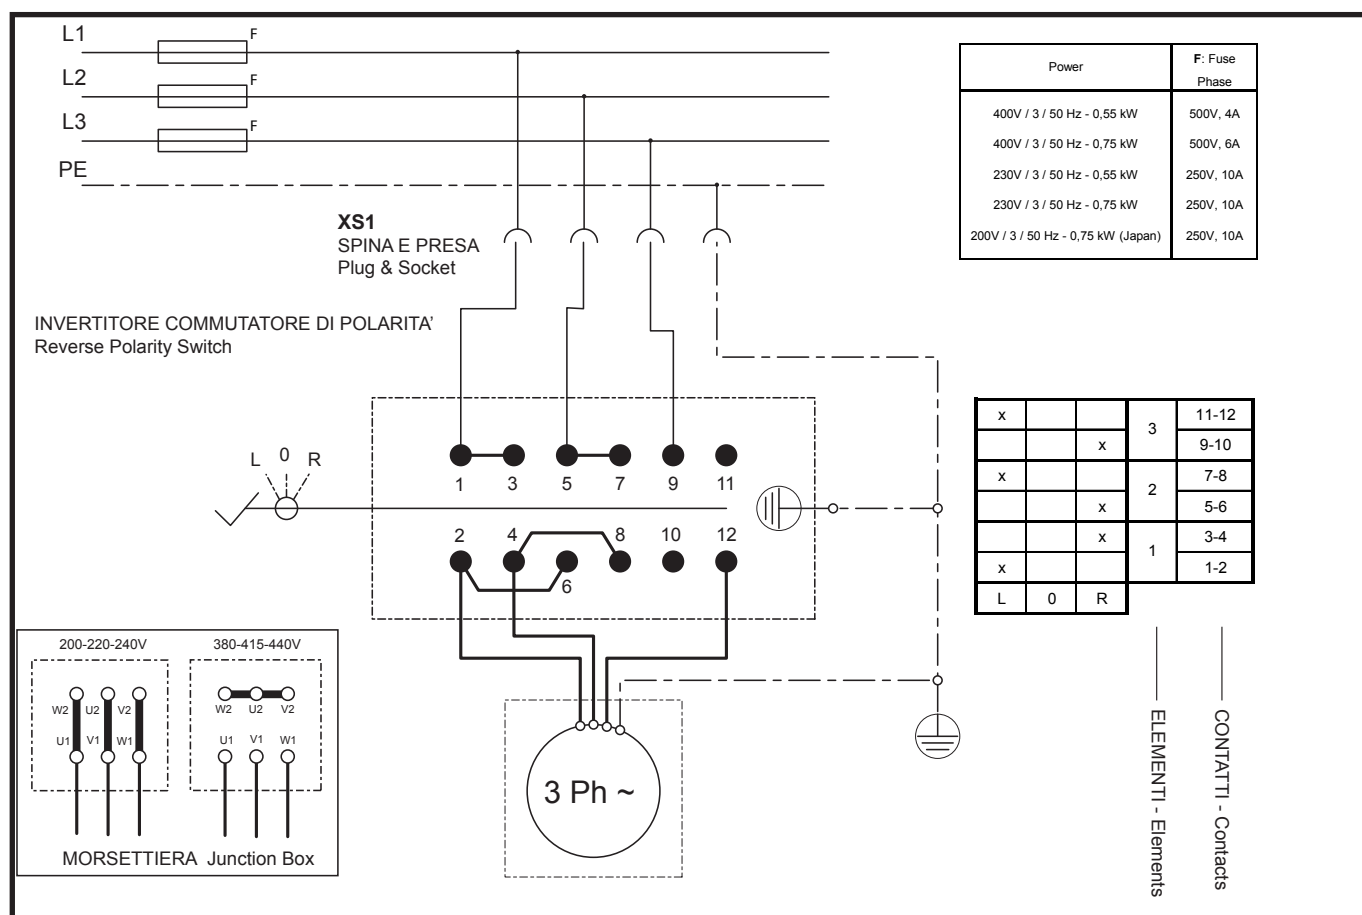 L1
F
L2
F
L3
F
PE
XS1
SPINA E PRESA
Plug & Socket
INVERTITORE COMMUTATORE DI POLARITA'
Reverse Polarity Switch
Power F: Fuse Phase
400V / 3 / 50 Hz - 0,55 kW 500V, 4A
400V / 3 / 50 Hz - 0,75 kW 500V, 6A
230V / 3 / 50 Hz - 0,55 kW 250V, 10A
230V / 3 / 50 Hz - 0,75 kW 250V, 10A
200V / 3 / 50 Hz - 0,75 kW (Japan) 250V, 10A
L 0 R
1 3 5 7 9 11
2 4 8 10 12
6
x 3 11-12
x 9-10
x 2 7-8
x 5-6
x 1 3-4
x 1-2
L 0 R
ELEMENTI - Elements
CONTATTI - Contacts
3 Ph ~
200-220-240V 380-415-440V
W2 U2 V2
U1 V1 W1
W2 U2 V2
U1 V1 W1
MORSETTIERA Junction Box